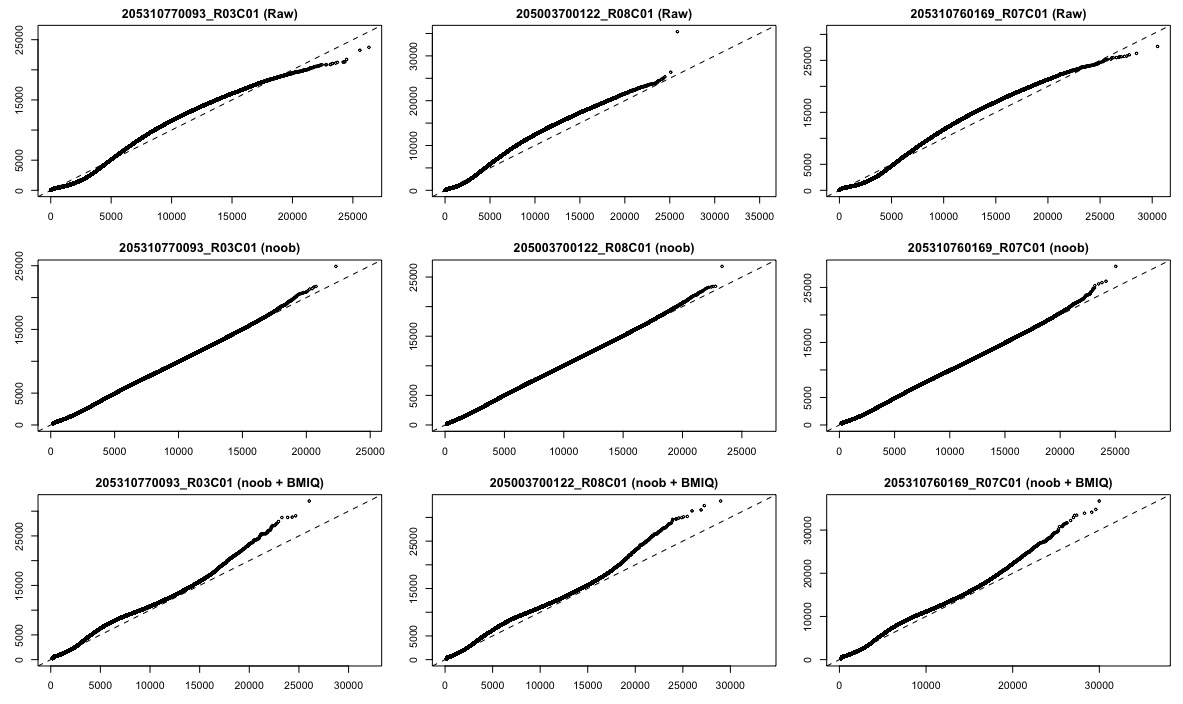 205310770093_R03C01 (Raw)
205003700122_R08C01 (Raw)
205310760169_R07C01 (Raw)
0 5000 15000 25000
0 5000 10000 15000 20000 25000
0 10000 20000 30000
0 5000 10000 15000 20000 25000 30000 35000
0 5000 15000 25000
0 5000 10000 15000 20000 25000 30000
205310770093_R03C01 (noob)
205003700122_R08C01 (noob)
205310760169_R07C01 (noob)
0 5000 15000 25000
0 5000 10000 15000 20000 25000
0 5000 15000 25000
0 5000 10000 15000 20000 25000
0 5000 15000 25000
0 5000 10000 15000 20000 25000
205310770093_R03C01 (noob + BMIQ)
205003700122_R08C01 (noob + BMIQ)
205310760169_R07C01 (noob + BMIQ)
0 5000 15000 25000
0 5000 10000 15000 20000 25000 30000
0 5000 15000 25000
0 5000 10000 15000 20000 25000 30000
0 10000 20000 30000
0 10000 20000 30000